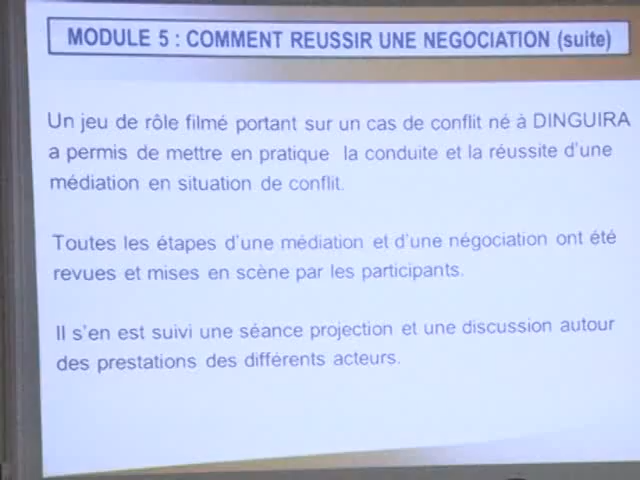 MODULE 5 : COMMENT REUSSIR UNE NEGOCIATION (suite)
Un jeu de rôle filmé portant sur un cas de conflit né à DINGUIRA
a permis de mettre en pratique la conduite et la réussite d'une
médiation en situation de conflit.
Toutes les étapes d'une médiation et d'une négociation ont été
revues et mises en scène par les participants.
Il s'en est suivi une séance projection et une discussion autour
des prestations des différents acteurs.